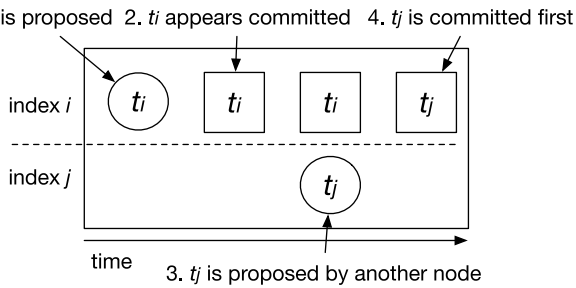 is proposed 2. ti appears committed 4. tj is committed first
index i ti ti ti tj
index j tj
time
3. tj is proposed by another node